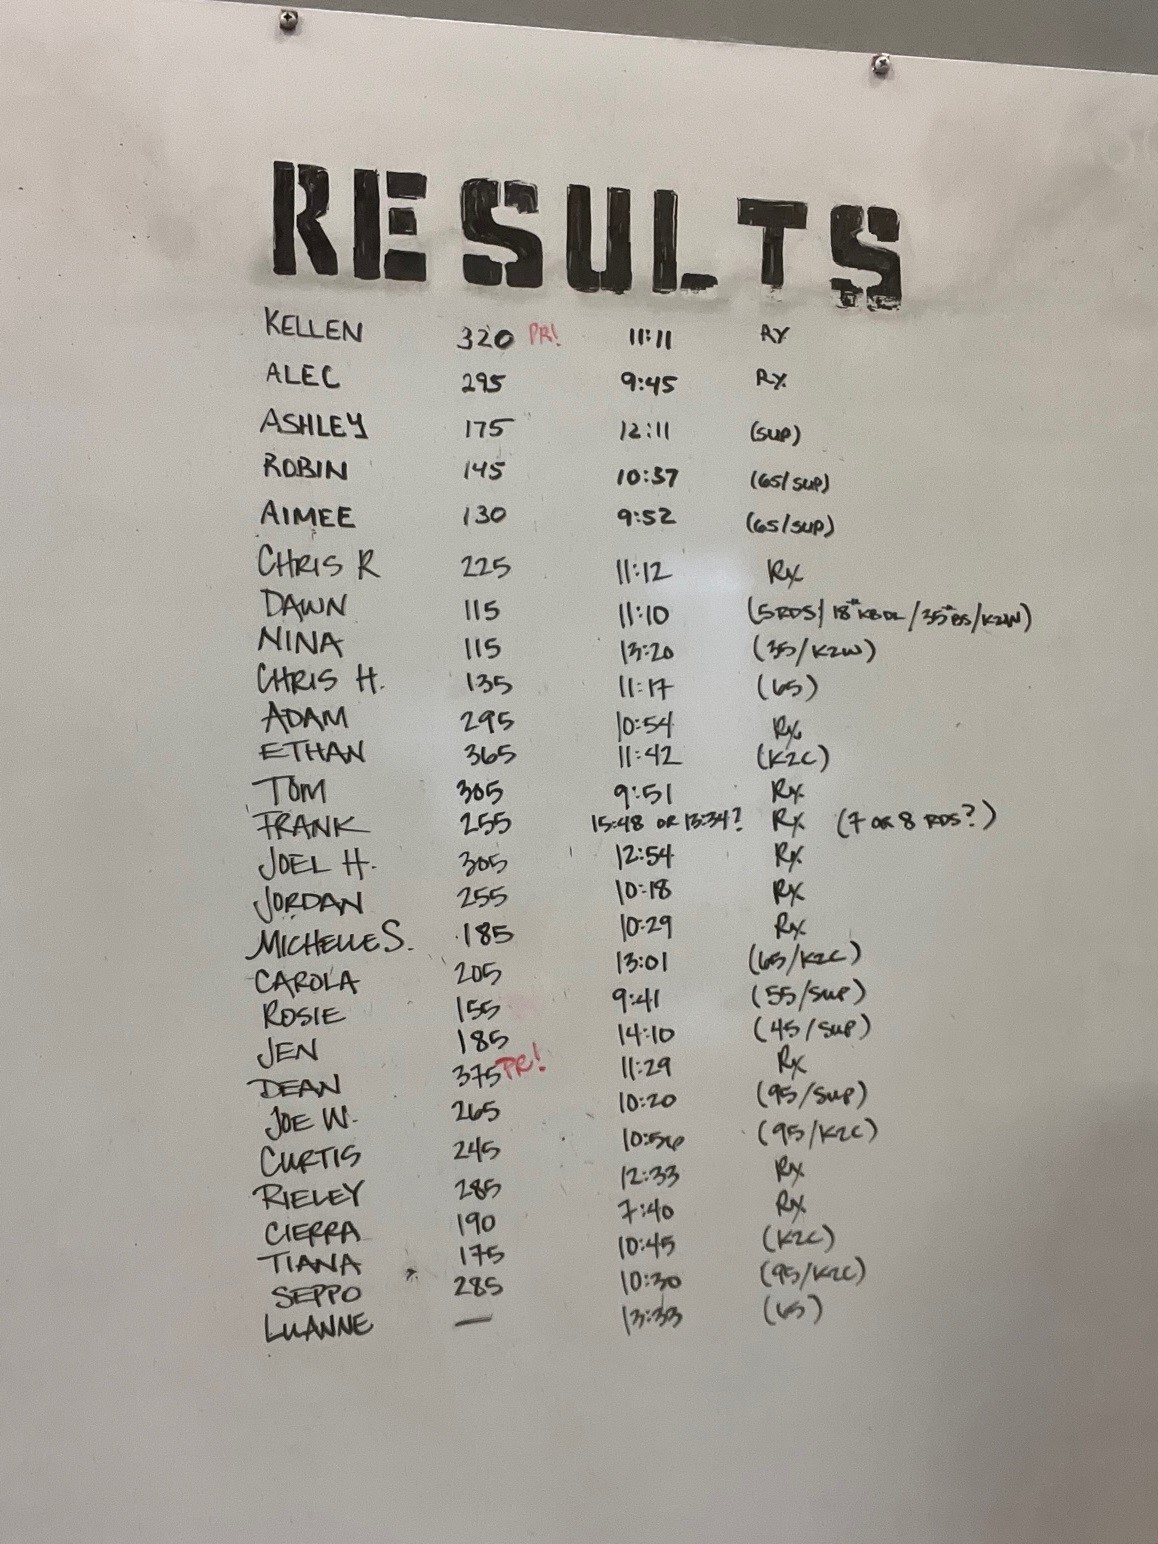 RESULTS
KELLEN 320 PR! 11:11 RX
ALEC 295 9:45 RX
ASHLEY 175 12:11 (SUP)
ROBIN 145 10:37 (65/SUP)
AIMEE 130 9:52 (65/SUP)
CHRIS R 225 11:12 RX
DAWN 115 11:10 (5RDS/18# KBDL/35# BS/K2W)
NINA 115 13:20 (35/K2W)
CHRIS H. 135 11:17 (65)
ADAM 295 10:54 RX
ETHAN 365 11:42 (K2C)
TOM 305 9:51 RX
FRANK 255 15:48 OR 13:34? RX (7 OR 8 RDS?)
JOEL H. 305 12:54 RX
JORDAN 255 10:18 RX
MICHELLE S. 185 10:29 RX
CAROLA 205 13:01 (65/K2C)
ROSIE 155 9:41 (55/SUP)
JEN 185 14:10 (45/SUP)
DEAN 375 PR! 11:29 RX
JOE W. 265 10:20 (95/SUP)
CURTIS 245 10:56 (95/K2C)
RIELEY 285 12:33 RX
CIERRA 190 7:40 RX
TIANA 175 10:45 (K2C)
SEPPO 285 10:30 (95/K2C)
LUANNE — 13:33 (65)